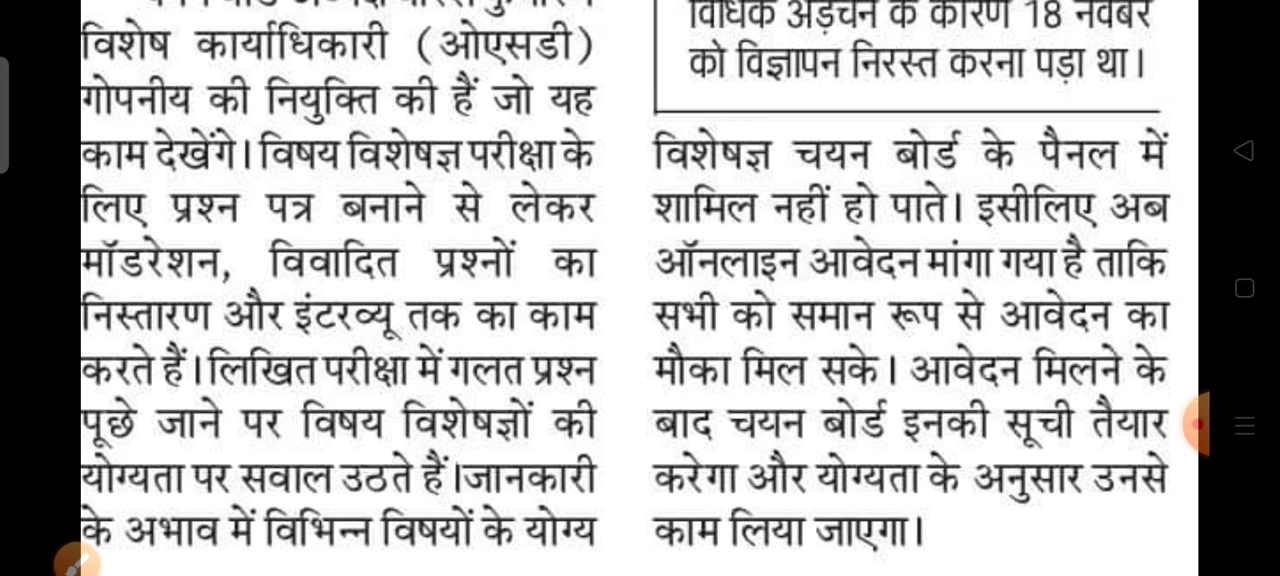 विशेष कार्याधिकारी (ओएसडी)
गोपनीय की नियुक्ति की हैं जो यह
काम देखेंगे। विषय विशेषज्ञ परीक्षा के
लिए प्रश्न पत्र बनाने से लेकर
मॉडरेशन, विवादित प्रश्नों का
निस्तारण और इंटरव्यू तक का काम
करते हैं। लिखित परीक्षा में गलत प्रश्न
पूछे जाने पर विषय विशेषज्ञों की
योग्यता पर सवाल उठते हैं।जानकारी
के अभाव में विभिन्न विषयों के योग्य
विधिक अड़चन के कारण 18 नवंबर
को विज्ञापन निरस्त करना पड़ा था।
विशेषज्ञ चयन बोर्ड के पैनल में
शामिल नहीं हो पाते। इसीलिए अब
ऑनलाइन आवेदन मांगा गया है ताकि
सभी को समान रूप से आवेदन का
मौका मिल सके। आवेदन मिलने के
बाद चयन बोर्ड इनकी सूची तैयार
करेगा और योग्यता के अनुसार उनसे
काम लिया जाएगा।